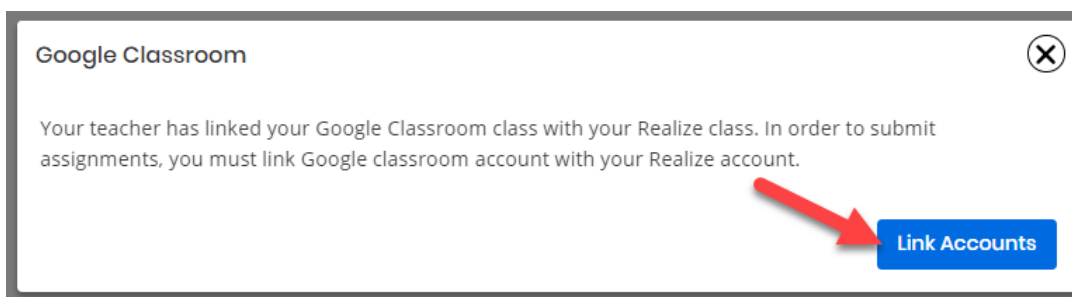 Google Classroom
Your teacher has linked your Google Classroom class with your Realize class. In order to submit
assignments, you must link Google classroom account with your Realize account.
Link Accounts